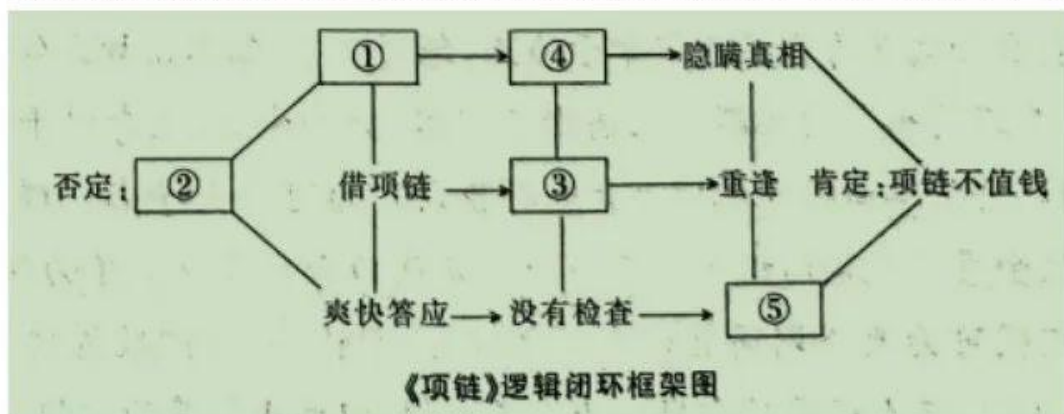 ① ④ 隐瞒真相
否定: ② 借项链 ③ 重逢 肯定:项链不值钱
爽快答应 没有检查 ⑤
《项链》逻辑闭环框架图